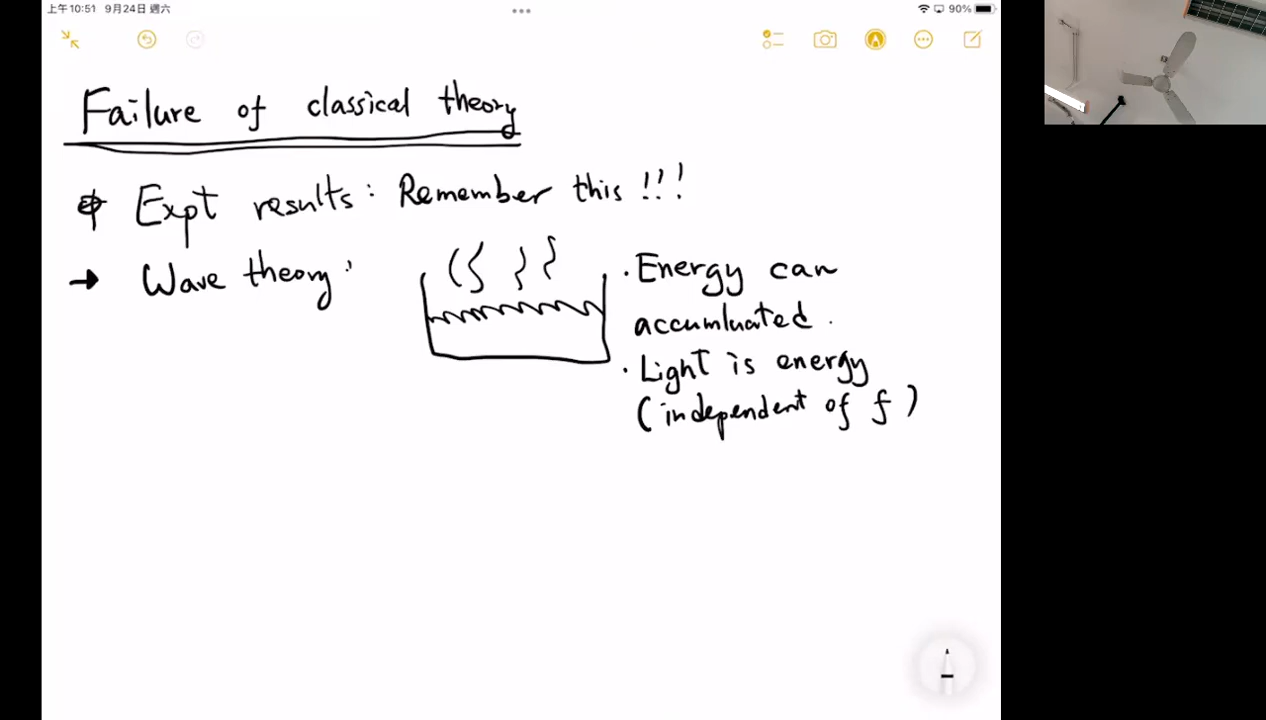 上午10:51 9月24日 週六
90%
Failure of classical theory
Expt results: Remember this !!!
→ Wave theory:
· Energy can
accumluated.
· Light is energy
(independent of f)